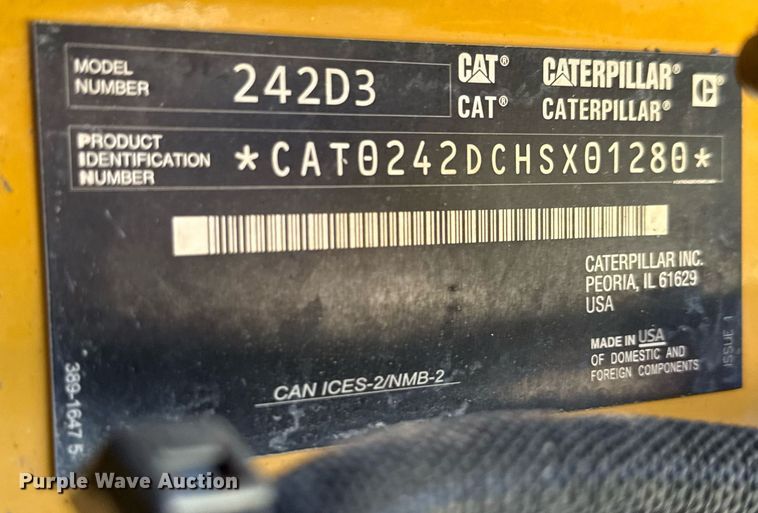 MODEL
NUMBER
242D3
CAT®
CAT®
CATERPILLAR®
CATERPILLAR®
PRODUCT
IDENTIFICATION
NUMBER
*CAT0242DCHSX01280*
CATERPILLAR INC.
PEORIA, IL 61629
USA
MADE IN USA
OF DOMESTIC AND
FOREIGN COMPONENTS
ISSUE 1
CAN ICES-2/NMB-2
389-1647 5
Purple Wave Auction